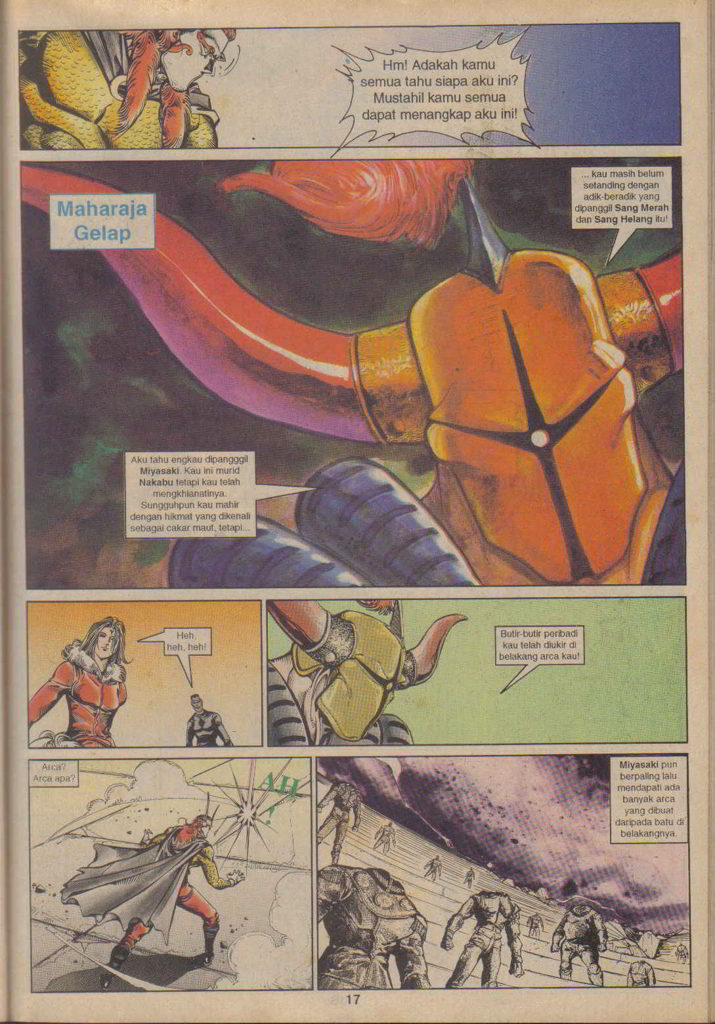 Hm! Adakah kamu
semua tahu siapa aku ini?
Mustahil kamu semua
dapat menangkap aku ini!
Maharaja
Gelap
Aku tahu engkau dipangggil
Miyasaki. Kau ini murid
Nakabu tetapi kau telah
mengkhianatinya.
Sungguhpun kau mahir
dengan hikmat yang dikenali
sebagai cakar maut, tetapi...
... kau masih belum
setanding dengan
adik-beradik yang
dipanggil Sang Merah
dan Sang Helang itu!
Heh,
heh, heh!
Butir-butir peribadi
kau telah diukir di
belakang arca kau!
Arca?
Arca apa?
AH
!
Miyasaki pun
berpaling lalu
mendapati ada
banyak arca
yang dibuat
daripada batu di
belakangnya.
17